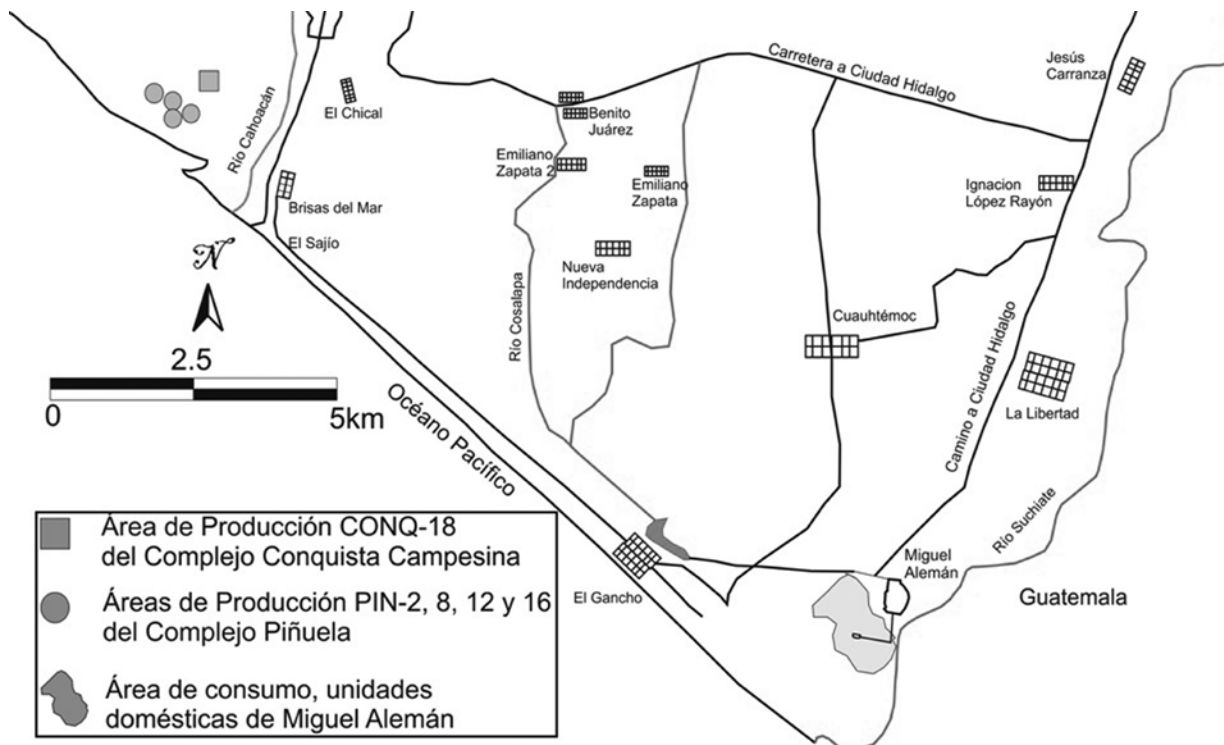 Carretera a Ciudad Hidalgo
Jesús
Carranza
Río Cahoacán
El Chical
Benito
Juárez
Emiliano
Zapata 2
Emiliano
Zapata
Ignacion
López Rayón
Brisas del Mar
El Sajío
N
Nueva
Independencia
Río Cosalapa
Cuauhtémoc
2.5
0
5km
Océano Pacífico
La Libertad
Camino a Ciudad Hidalgo
Río Suchiate
Miguel
Alemán
El Gancho
Guatemala
Área de Producción CONQ-18
del Complejo Conquista Campesina
Áreas de Producción PIN-2, 8, 12 y 16
del Complejo Piñuela
Área de consumo, unidades
domésticas de Miguel Alemán